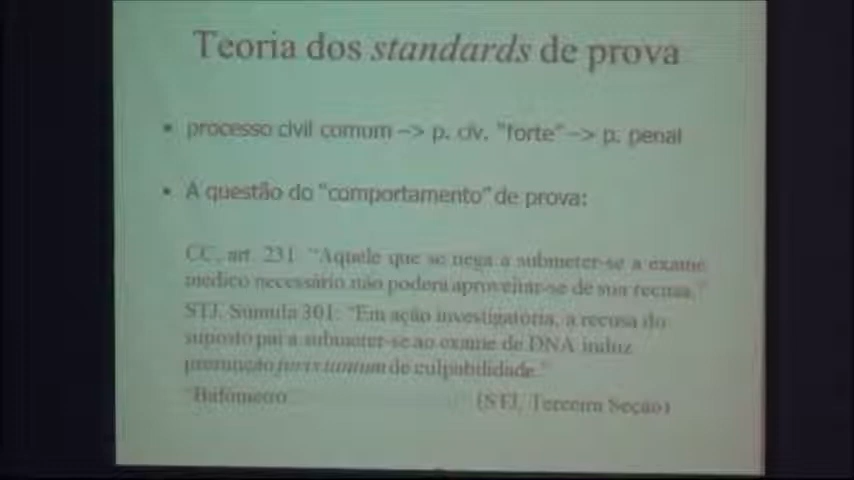 Teoria dos standards de prova
• processo civil comum –> p. civ. "forte" –> p. penal
• A questão do "comportamento" de prova:
CC, art. 231: "Aquele que se nega a submeter-se a exame
médico necessário não poderá aproveitar-se de sua recusa."
STJ, Súmula 301: "Em ação investigatória, a recusa do
suposto pai a submeter-se ao exame de DNA induz
presunção juris tantum de culpabilidade."
"Bafômetro" (STJ, Terceira Seção)